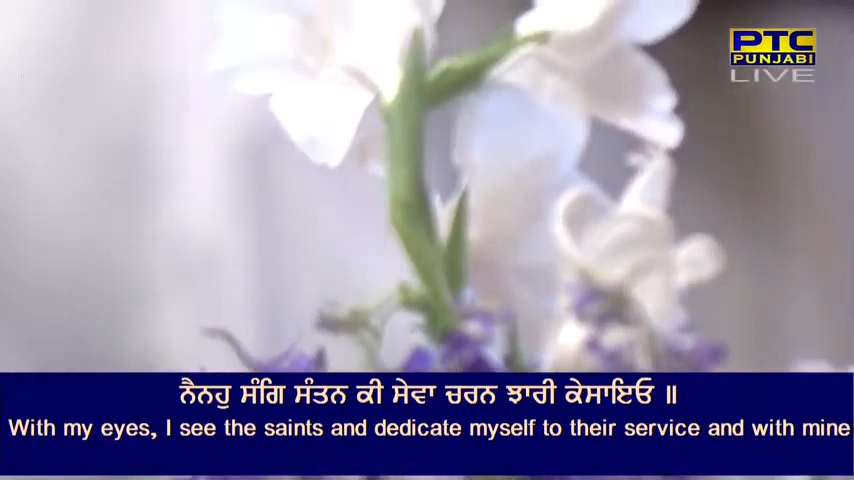 PTC
PUNJABI
LIVE
ਨੈਨਹੁ ਸੰਗਿ ਸੰਤਨ ਕੀ ਸੇਵਾ ਚਰਨ ਝਾਰੀ ਕੇਸਾਇਓ ॥
With my eyes, I see the saints and dedicate myself to their service and with mine